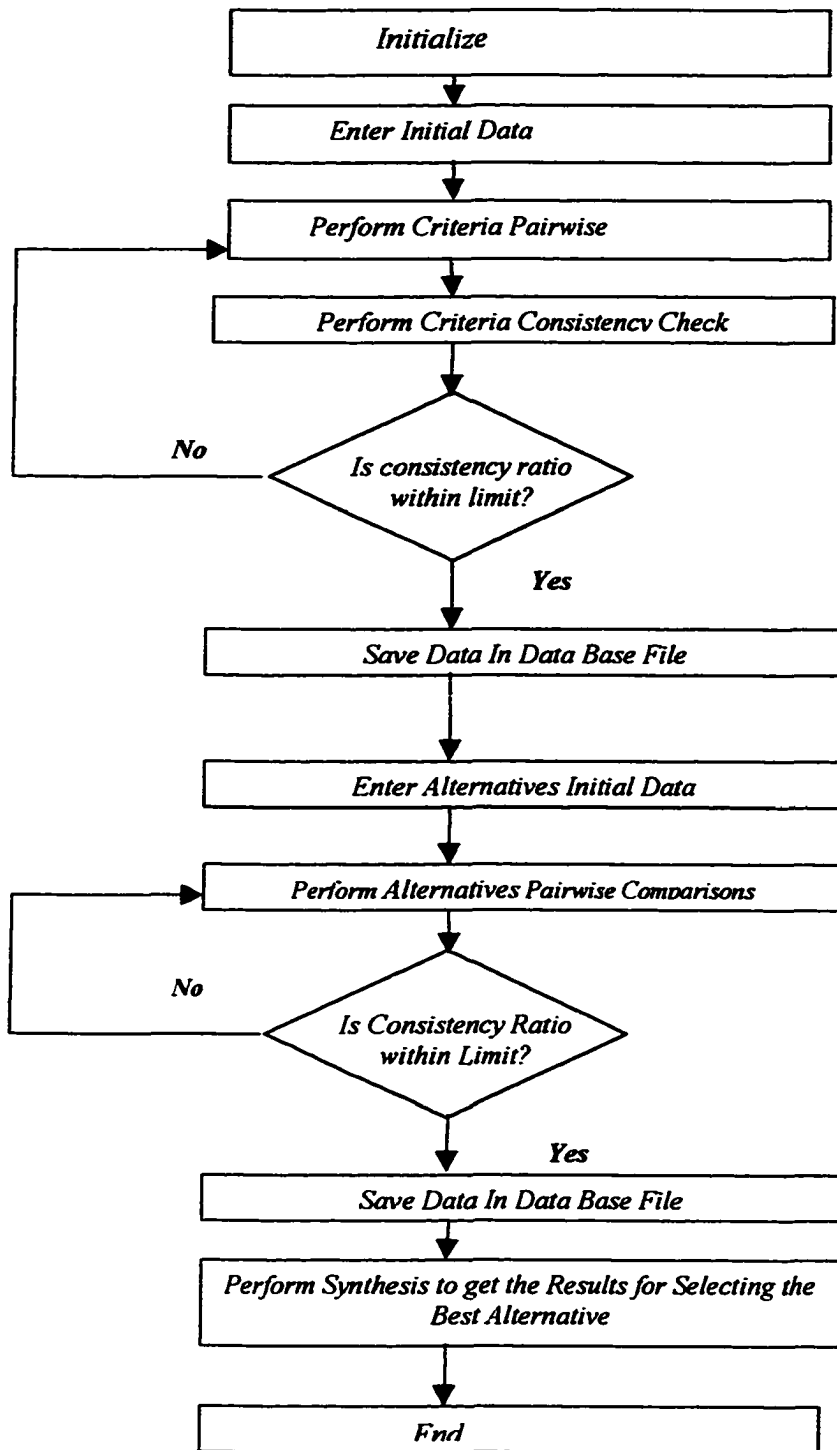 Initialize
Enter Initial Data
Perform Criteria Pairwise
Perform Criteria Consistency Check
No
Is consistency ratio
within limit?
Yes
Save Data In Data Base File
Enter Alternatives Initial Data
Perform Alternatives Pairwise Comparisons
No
Is Consistency Ratio
within Limit?
Yes
Save Data In Data Base File
Perform Synthesis to get the Results for Selecting the
Best Alternative
End